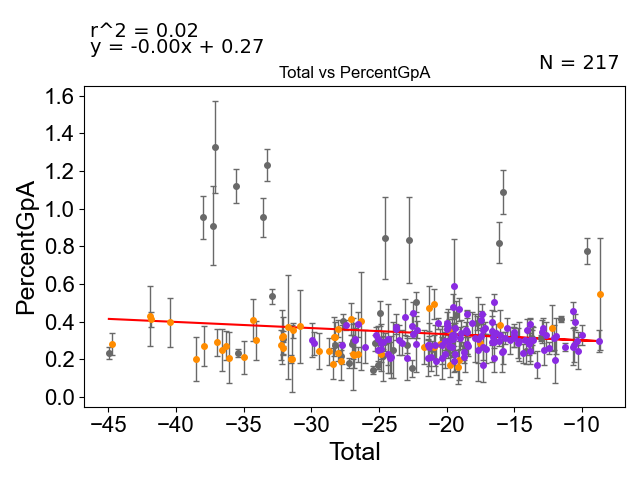 r^2 = 0.02
y = -0.00x + 0.27
N = 217
Total vs PercentGpA
PercentGpA
1.6
1.4
1.2
1.0
0.8
0.6
0.4
0.2
0.0
−45 −40 −35 −30 −25 −20 −15 −10
Total